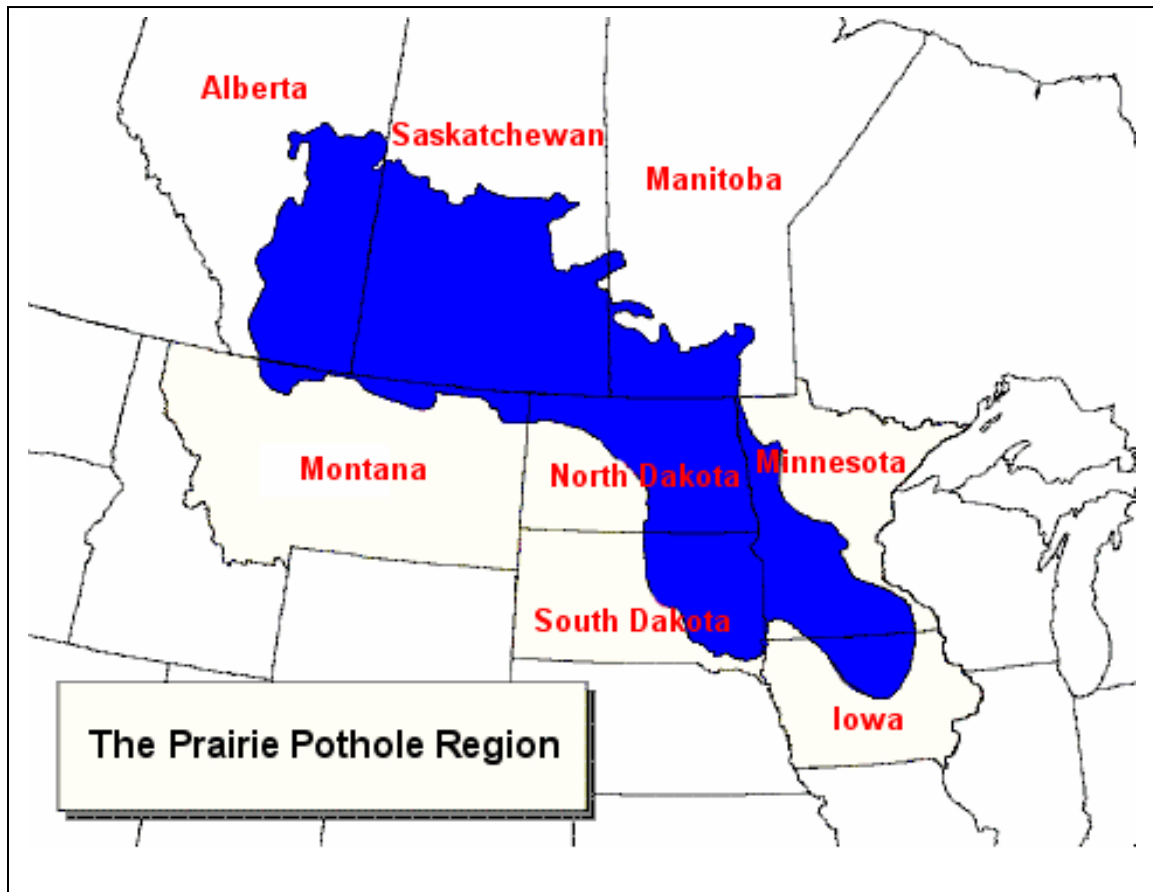 Alberta
Saskatchewan
Manitoba
Montana
North Dakota
Minnesota
South Dakota
Iowa
The Prairie Pothole Region